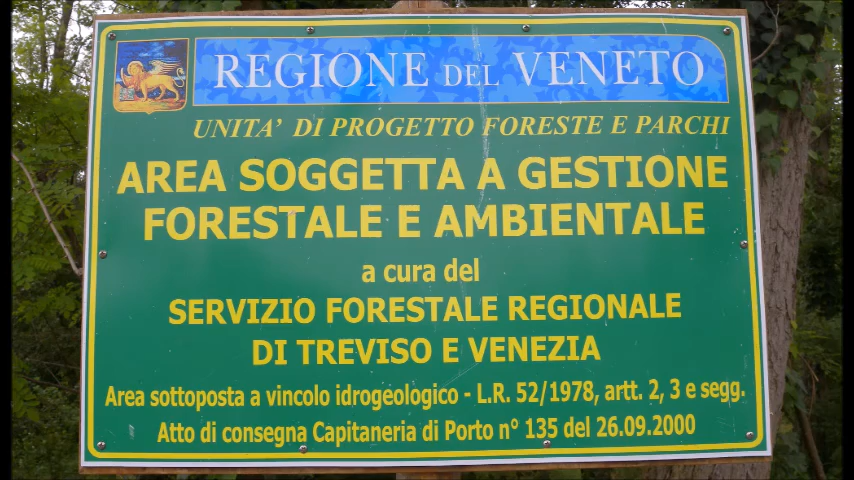 REGIONE DEL VENETO
UNITA' DI PROGETTO FORESTE E PARCHI
AREA SOGGETTA A GESTIONE
FORESTALE E AMBIENTALE
a cura del
SERVIZIO FORESTALE REGIONALE
DI TREVISO E VENEZIA
Area sottoposta a vincolo idrogeologico - L.R. 52/1978, artt. 2, 3 e segg.
Atto di consegna Capitaneria di Porto n° 135 del 26.09.2000